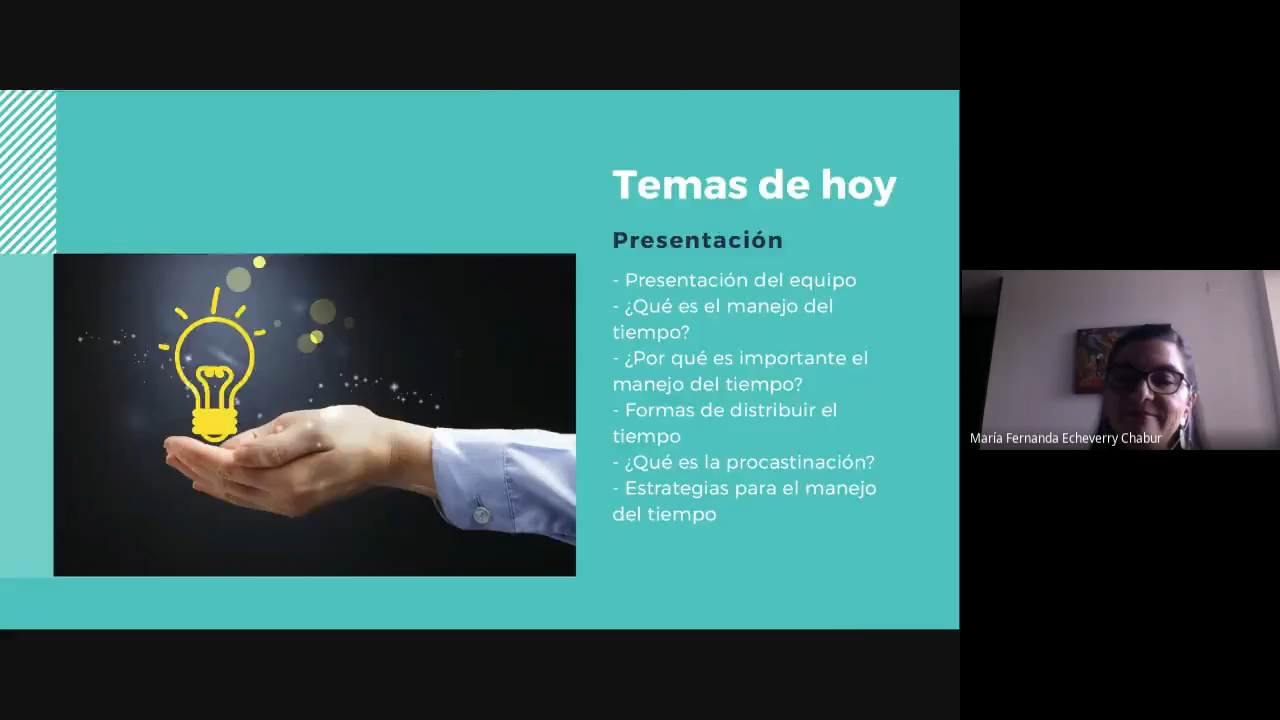 Temas de hoy
Presentación
- Presentación del equipo
- ¿Qué es el manejo del
tiempo?
- ¿Por qué es importante el
manejo del tiempo?
- Formas de distribuir el
tiempo
- ¿Qué es la procastinación?
- Estrategias para el manejo
del tiempo
María Fernanda Echeverry Chabur